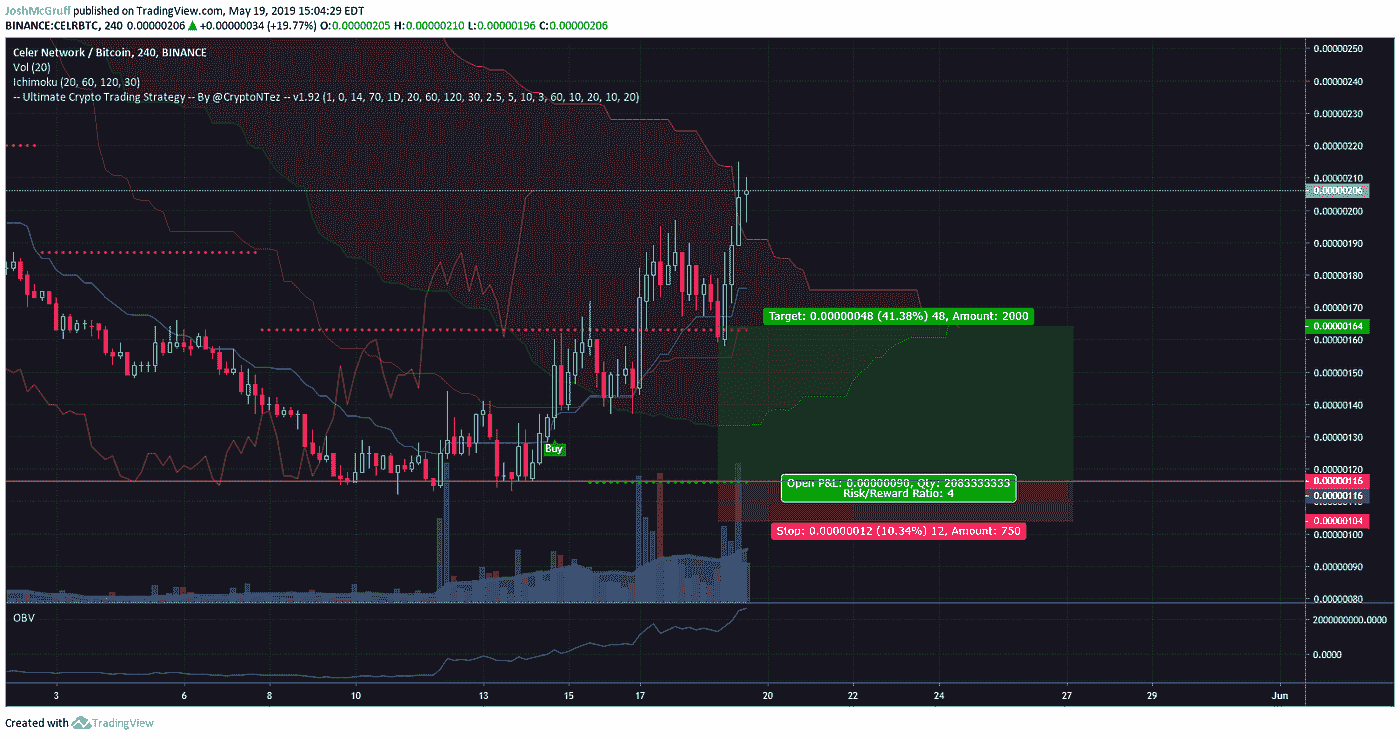 JoshMcGruff published on TradingView.com, May 19, 2019 15:04:29 EDT
BINANCE:CELRBTC, 240 0.00000206 ▲ +0.00000034 (+19.77%) O:0.00000205 H:0.00000210 L:0.00000196 C:0.00000206
Celer Network / Bitcoin, 240, BINANCE
Vol (20)
Ichimoku (20, 60, 120, 30)
-- Ultimate Crypto Trading Strategy -- By @CryptoNTez -- v1.92 (1, 0, 14, 70, 1D, 20, 60, 120, 30, 2.5, 5, 10, 3, 60, 10, 20, 10, 20)
0.00000250
0.00000240
0.00000230
0.00000220
0.00000210
0.00000206
0.00000200
0.00000190
0.00000180
0.00000170
Target: 0.00000048 (41.38%) 48, Amount: 2000
0.00000164
0.00000160
0.00000150
0.00000140
0.00000130
Buy
0.00000120
Open P&L: 0.00000090, Qty: 2083333333
Risk/Reward Ratio: 4
0.00000116
0.00000116
0.00000104
Stop: 0.00000012 (10.34%) 12, Amount: 750
0.00000100
0.00000090
0.00000080
OBV
2000000000.0000
0.0000
3 6 8 10 13 15 17 20 22 24 27 29 Jun
Created with TradingView